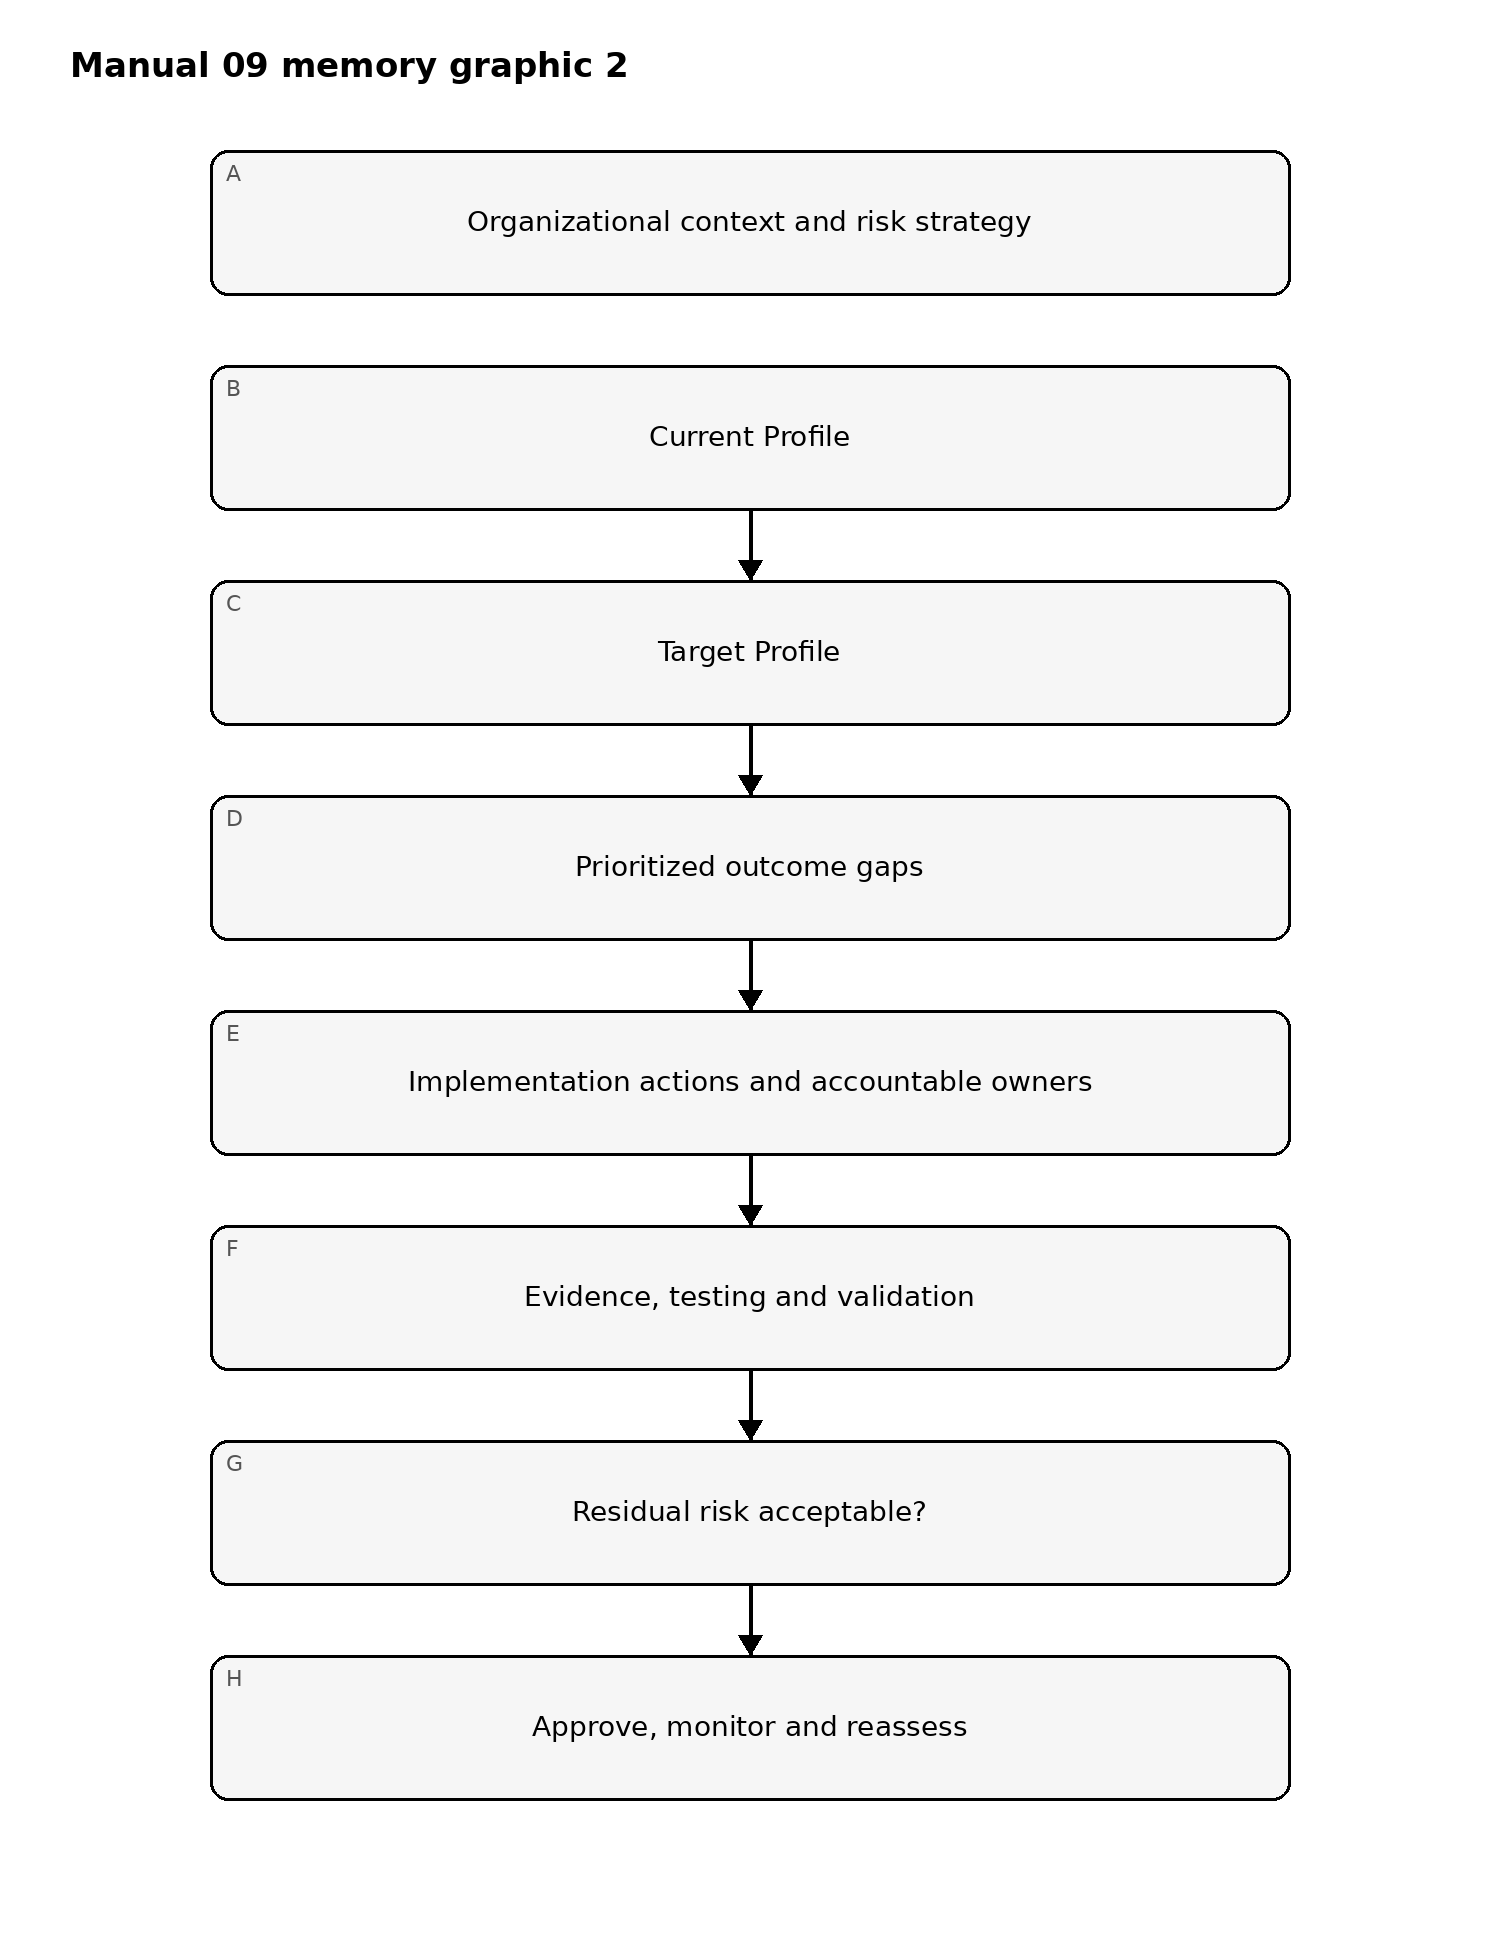 Manual 09 memory graphic 2
A
Organizational context and risk strategy
B
Current Profile
C
Target Profile
D
Prioritized outcome gaps
E
Implementation actions and accountable owners
F
Evidence, testing and validation
G
Residual risk acceptable?
H
Approve, monitor and reassess